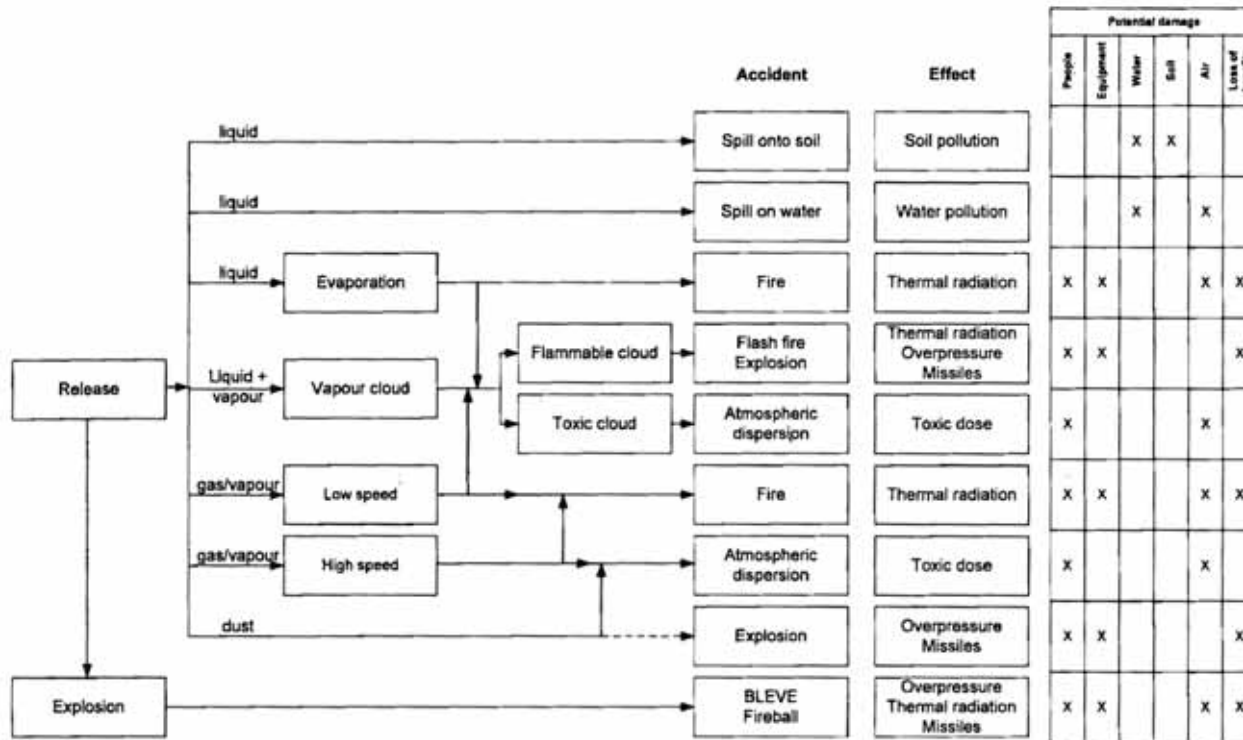 Potential damage
People
Equipment
Water
Soil
Air
Loss of
Accident
Effect
liquid
Spill onto soil
Soil pollution
X X
liquid
Spill on water
Water pollution
X X
liquid
Evaporation
Fire
Thermal radiation
X X X X
Flammable cloud
Flash fire
Explosion
Thermal radiation
Overpressure
Missiles
X X X
Release
Liquid +
vapour
Vapour cloud
Toxic cloud
Atmospheric
dispersion
Toxic dose
X X
gas/vapour
Low speed
Fire
Thermal radiation
X X X X
gas/vapour
High speed
Atmospheric
dispersion
Toxic dose
X X
dust
Explosion
Overpressure
Missiles
X X X
Explosion
BLEVE
Fireball
Overpressure
Thermal radiation
Missiles
X X X X